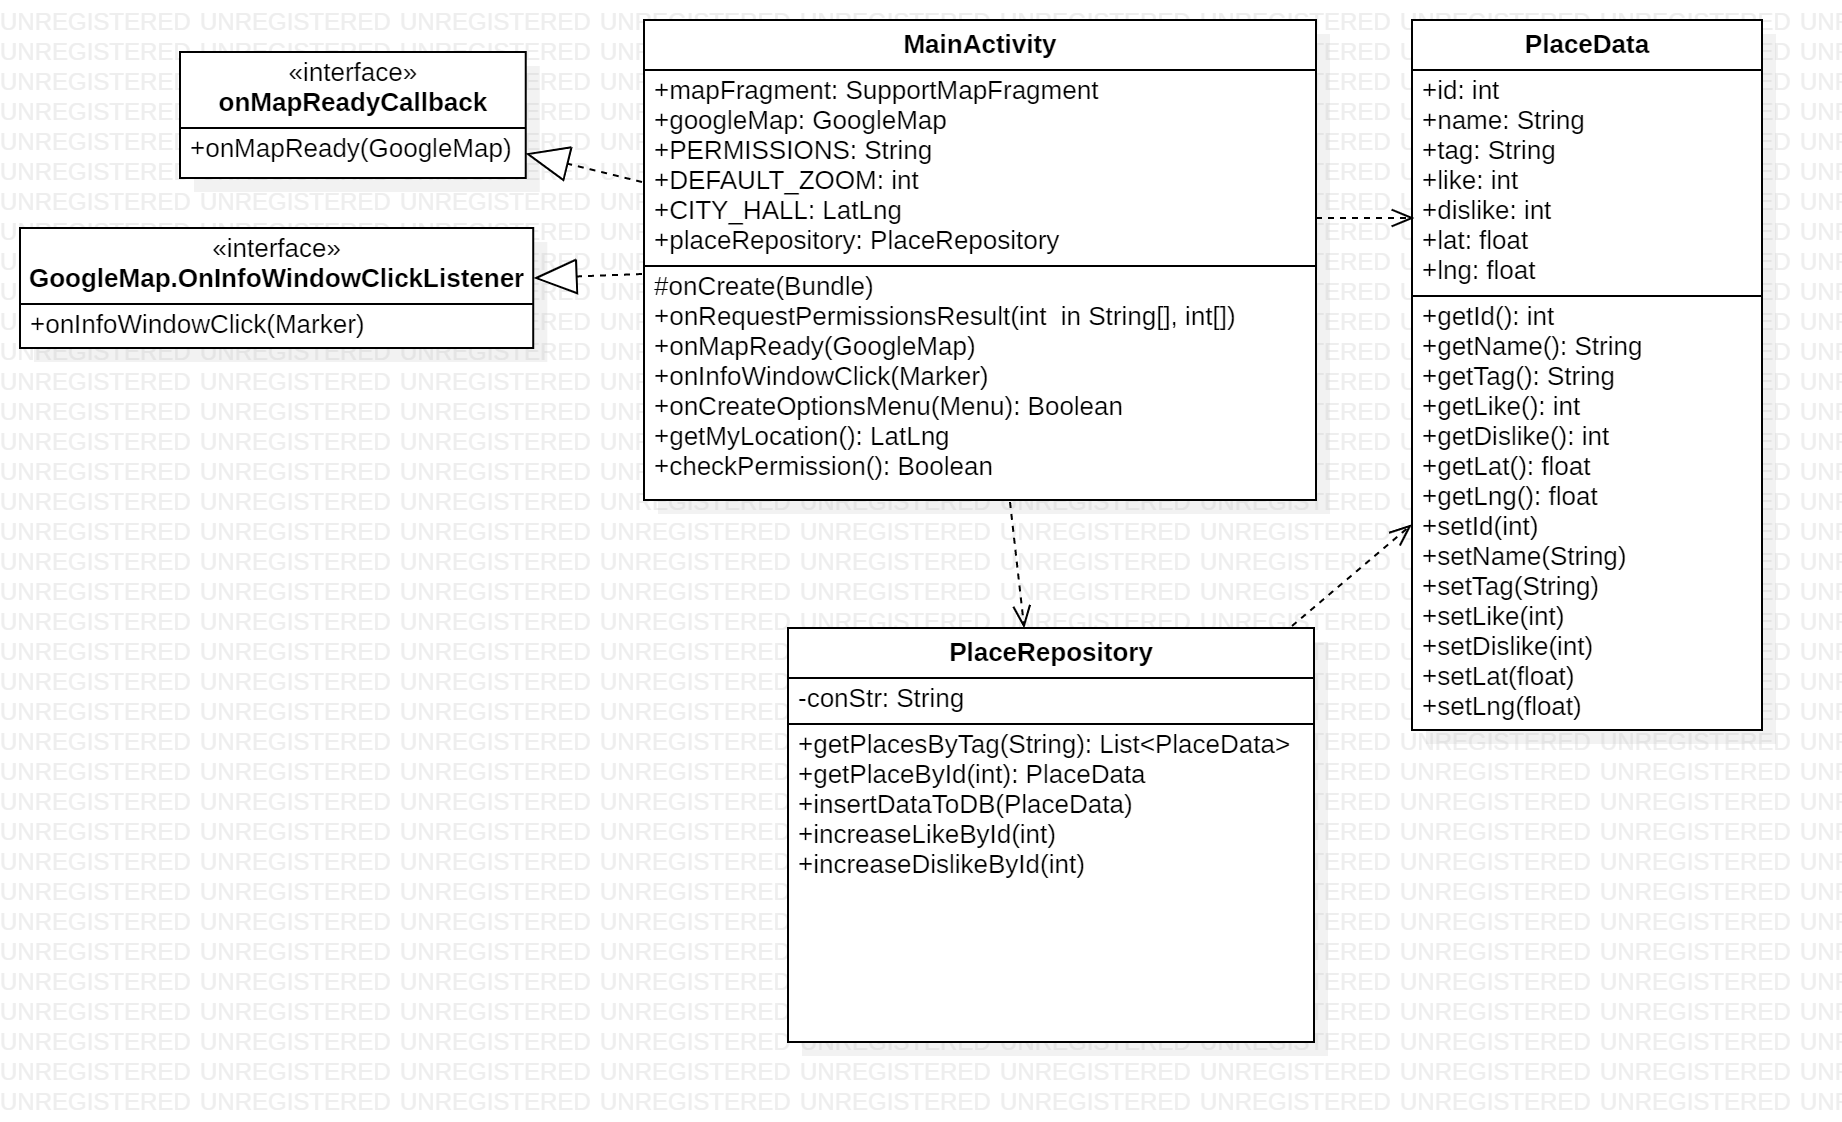 «interface»
onMapReadyCallback
+onMapReady(GoogleMap)
«interface»
GoogleMap.OnInfoWindowClickListener
+onInfoWindowClick(Marker)
MainActivity
+mapFragment: SupportMapFragment
+googleMap: GoogleMap
+PERMISSIONS: String
+DEFAULT_ZOOM: int
+CITY_HALL: LatLng
+placeRepository: PlaceRepository
#onCreate(Bundle)
+onRequestPermissionsResult(int  in String[], int[])
+onMapReady(GoogleMap)
+onInfoWindowClick(Marker)
+onCreateOptionsMenu(Menu): Boolean
+getMyLocation(): LatLng
+checkPermission(): Boolean
PlaceData
+id: int
+name: String
+tag: String
+like: int
+dislike: int
+lat: float
+lng: float
+getId(): int
+getName(): String
+getTag(): String
+getLike(): int
+getDislike(): int
+getLat(): float
+getLng(): float
+setId(int)
+setName(String)
+setTag(String)
+setLike(int)
+setDislike(int)
+setLat(float)
+setLng(float)
PlaceRepository
-conStr: String
+getPlacesByTag(String): List<PlaceData>
+getPlaceById(int): PlaceData
+insertDataToDB(PlaceData)
+increaseLikeById(int)
+increaseDislikeById(int)
UNREGISTERED